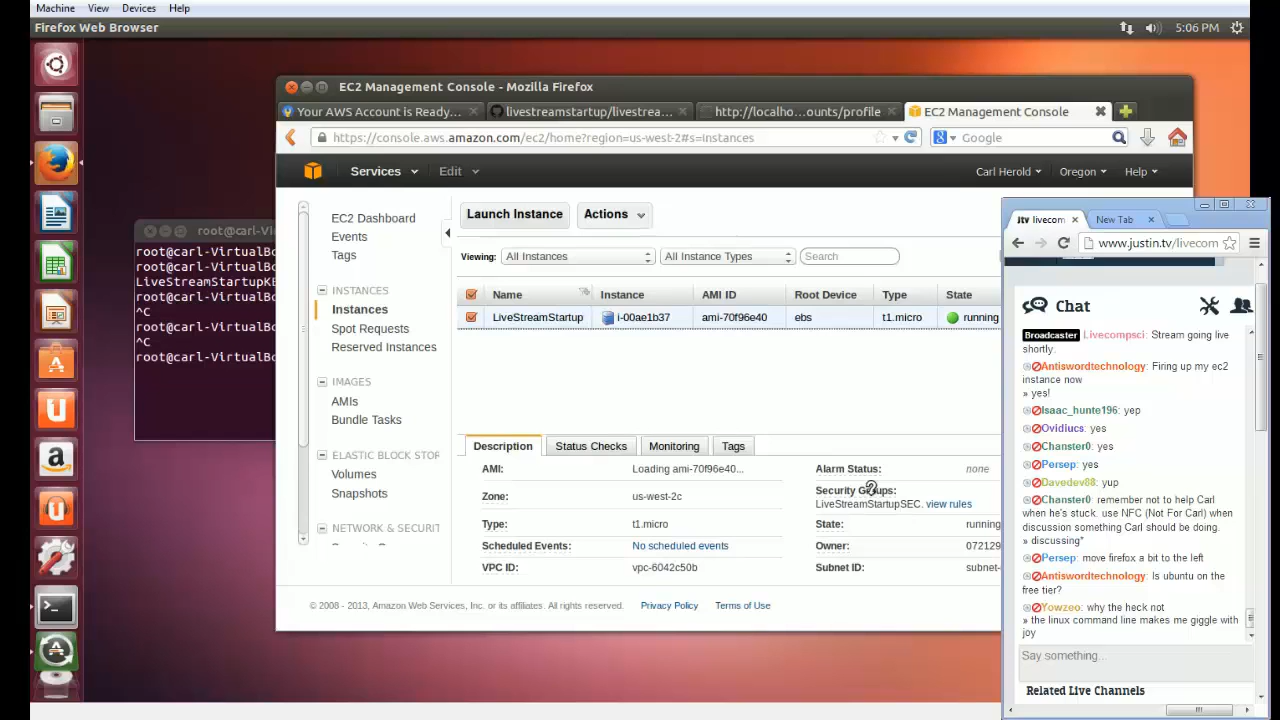 Machine View Devices Help
Firefox Web Browser 5:06 PM
EC2 Management Console - Mozilla Firefox
Your AWS Account is Ready... livestreamstartup/livestrea... http://localho...ounts/profile EC2 Management Console
https://console.aws.amazon.com/ec2/home?region=us-west-2#s=Instances Google
Services Edit Carl Herold Oregon Help
EC2 Dashboard
Events
Tags
INSTANCES
Instances
Spot Requests
Reserved Instances
IMAGES
AMIs
Bundle Tasks
ELASTIC BLOCK STOR
Volumes
Snapshots
NETWORK & SECURIT
Launch Instance Actions
Viewing: All Instances All Instance Types Search
Name Instance AMI ID Root Device Type State
LiveStreamStartup i-00ae1b37 ami-70f96e40 ebs t1.micro running
Description Status Checks Monitoring Tags
AMI: Loading ami-70f96e40... Alarm Status: none
Zone: us-west-2c Security Groups:
LiveStreamStartupSEC. view rules
Type: t1.micro State: running
Scheduled Events: No scheduled events Owner: 072129
VPC ID: vpc-6042c50b Subnet ID: subnet-
© 2008 - 2013, Amazon Web Services, Inc. or its affiliates. All rights reserved. Privacy Policy Terms of Use
root@carl-Vi
root@carl-VirtualBo
root@carl-VirtualBo
LiveStreamStartupKE
root@carl-VirtualBo
^C
root@carl-VirtualBo
^C
root@carl-VirtualBo
jtv livecom New Tab
www.justin.tv/livecom
Chat
Broadcaster Livecompsci: Stream going live
shortly.
Antiswordtechnology: Firing up my ec2
instance now
» yes!
Isaac_hunte196: yep
Ovidiucs: yes
Chanster0: yes
Persep: yes
Davedev88: yup
Chanster0: remember not to help Carl
when he's stuck. use NFC (Not For Carl) when
discussion something Carl should be doing.
» discussing*
Persep: move firefox a bit to the left
Antiswordtechnology: Is ubuntu on the
free tier?
Yowzeo: why the heck not
» the linux command line makes me giggle with
joy
Say something...
Related Live Channels